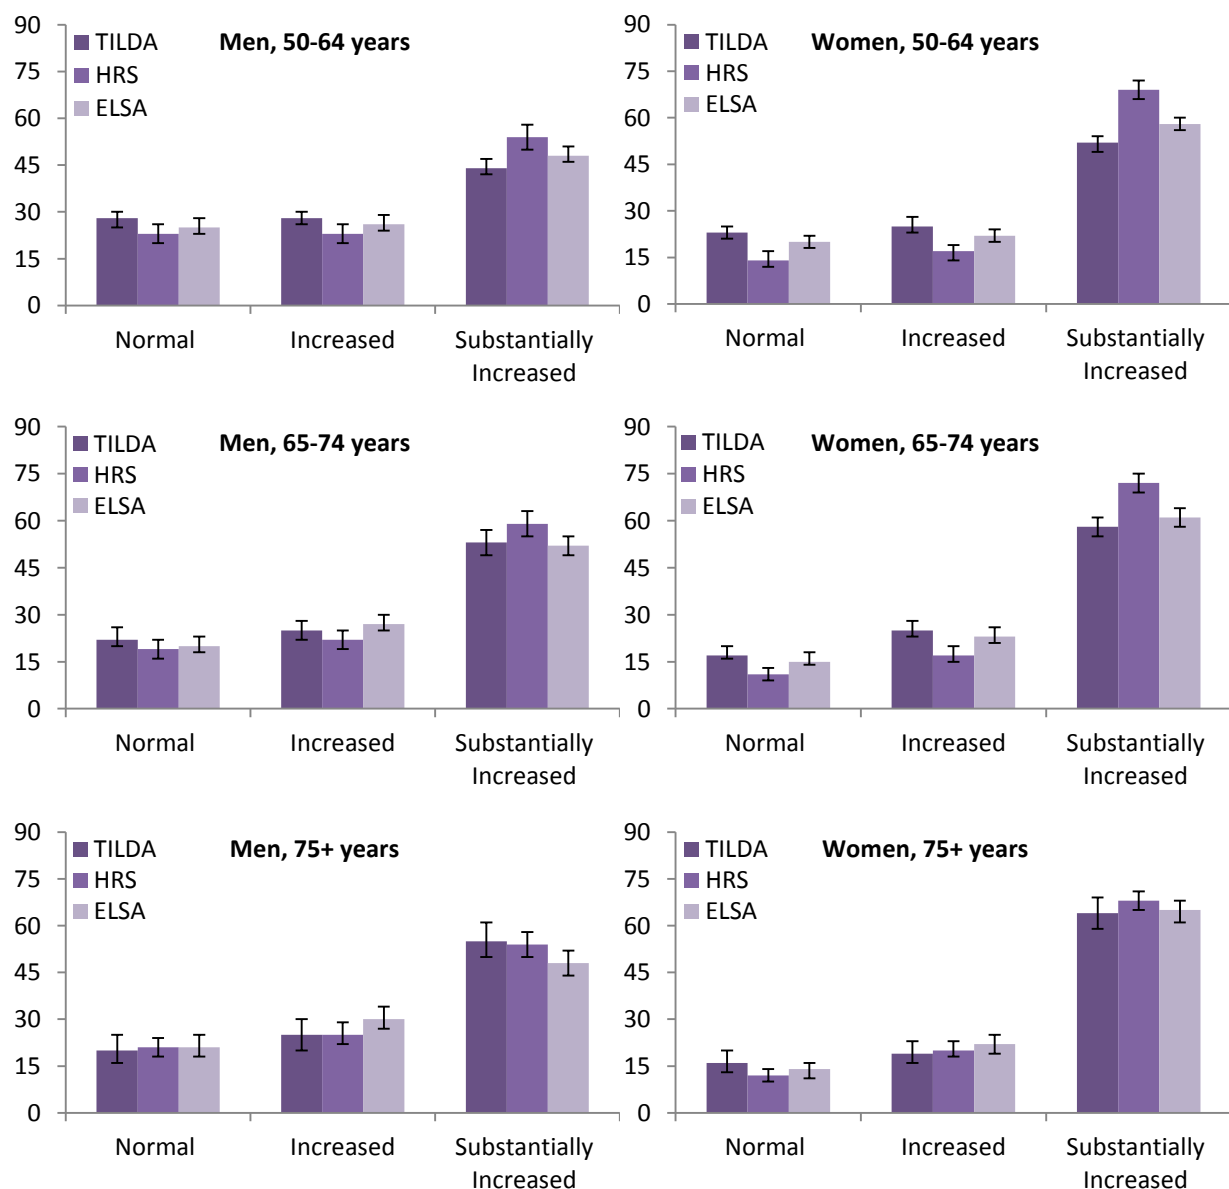 90
75
60
45
30
15
0
Men, 50-64 years
TILDA
HRS
ELSA
Normal
Increased
Substantially
Increased
90
75
60
45
30
15
0
Women, 50-64 years
TILDA
HRS
ELSA
Normal
Increased
Substantially
Increased
90
75
60
45
30
15
0
Men, 65-74 years
TILDA
HRS
ELSA
Normal
Increased
Substantially
Increased
90
75
60
45
30
15
0
Women, 65-74 years
TILDA
HRS
ELSA
Normal
Increased
Substantially
Increased
90
75
60
45
30
15
0
Men, 75+ years
TILDA
HRS
ELSA
Normal
Increased
Substantially
Increased
90
75
60
45
30
15
0
Women, 75+ years
TILDA
HRS
ELSA
Normal
Increased
Substantially
Increased